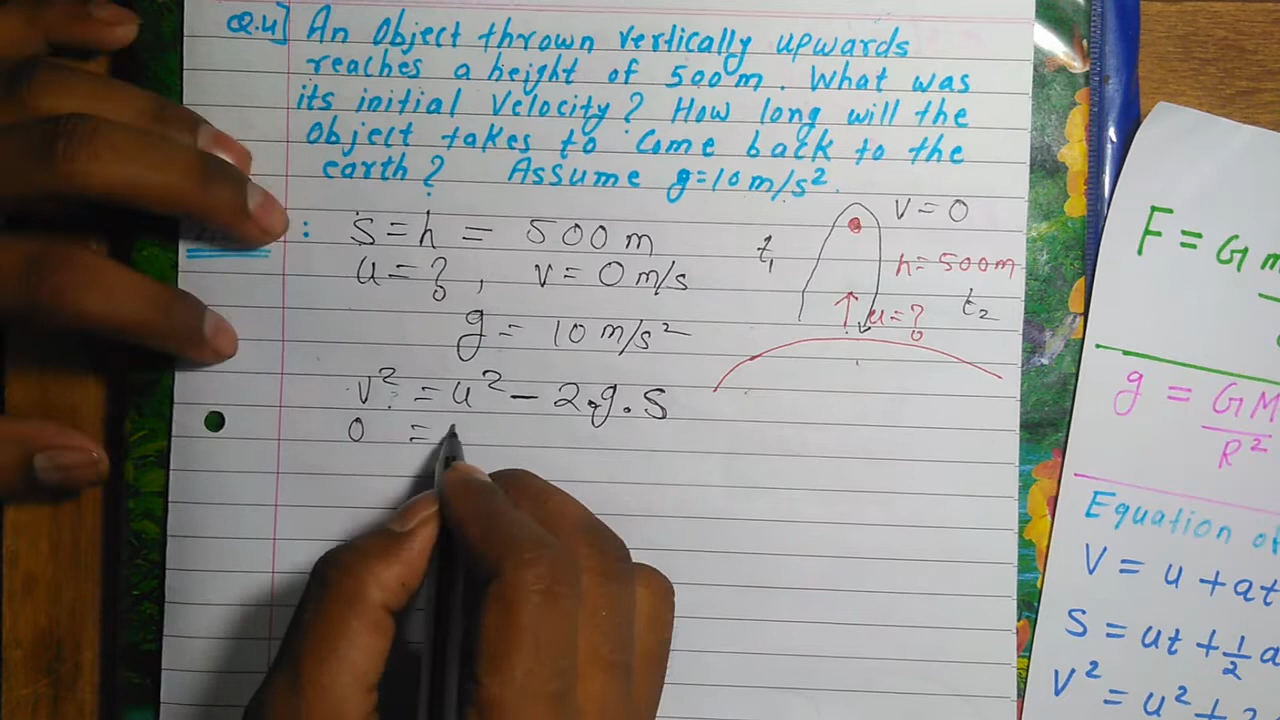 Q.4] An Object thrown vertically upwards
reaches a height of 500m. What was
its initial Velocity? How long will the
Object takes to Come back to the
earth? Assume g=10m/s².
: s = h = 500m
u = ?, v = 0 m/s
g = 10 m/s²
v² = u² - 2.g.s
0 =
v = 0
t₁
h = 500m
u = ?
t₂
F = G m
g = GM
R²
Equation of
V = u + at
S = ut + 1/2 a
V² = u² + 2